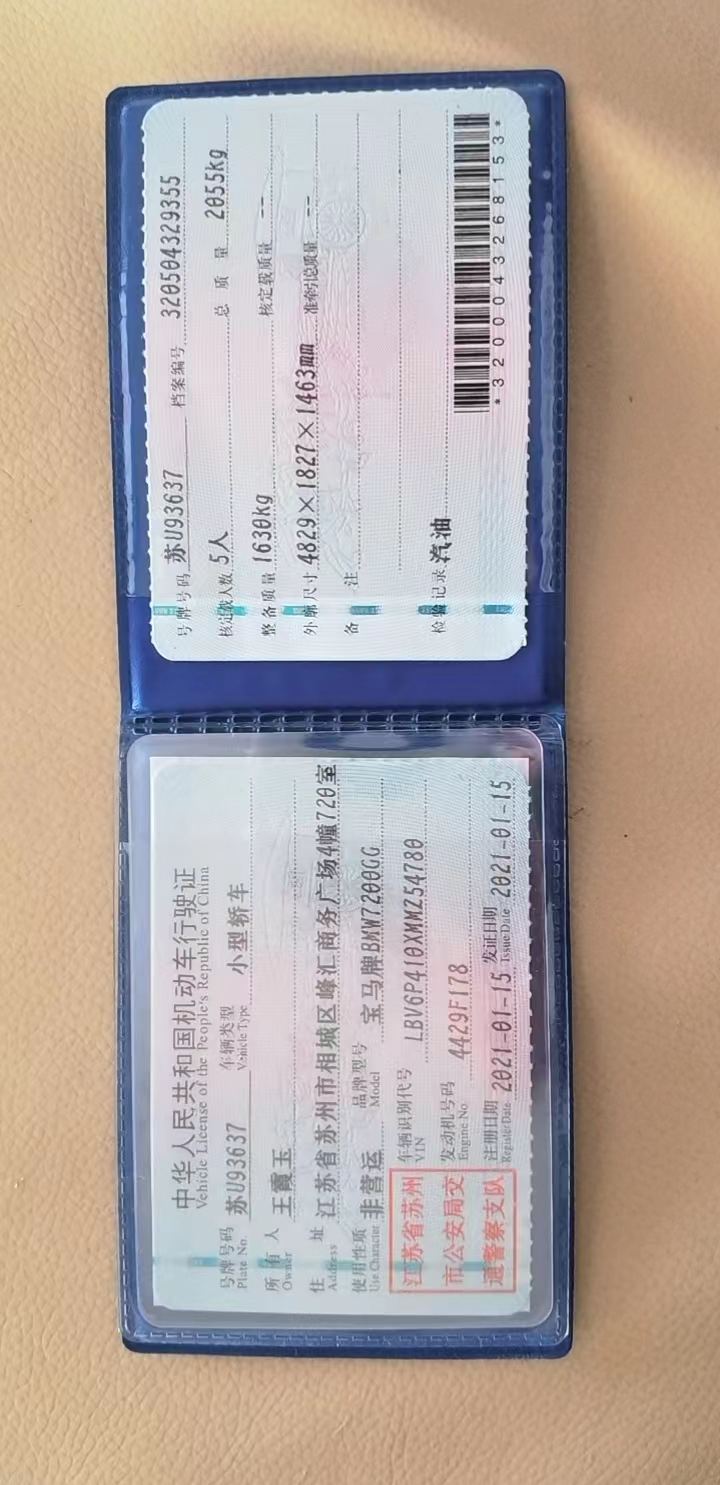 中华人民共和国机动车行驶证
Vehicle License of the People's Republic of China
号牌号码 苏U93637 车辆类型 小型轿车
Plate No. Vehicle Type
所有人 王霞玉
Owner
住址 江苏省苏州市相城区峰汇商务广场4幢720室
Address
使用性质 非营运 品牌型号 宝马牌BMW7200GG
Use Character Model
江苏省苏州
市公安局交
通警察支队
车辆识别代号 LBV6P410XMMZ54780
VIN
发动机号码 4429F178
Engine No.
注册日期 2021-01-15 发证日期 2021-01-15
Register Date Issue Date
号牌号码 苏U93637 档案编号 320504329355
核定载人数 5人 总质量 2055kg
整备质量 1630kg 核定载质量 --
外廓尺寸 4829×1827×1463mm 准牵引总质量 --
备注
检验记录 汽油
*3200043268153*